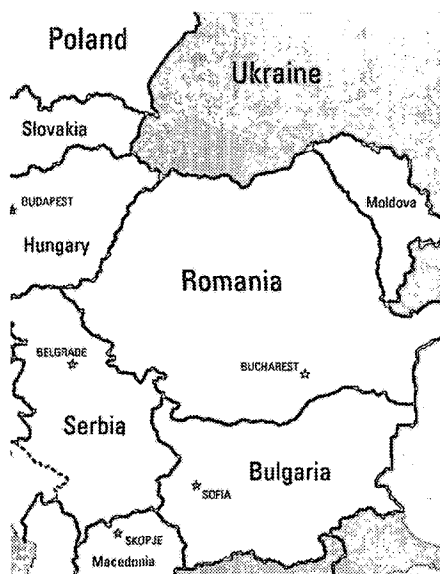 Poland
Ukraine
Slovakia
BUDAPEST
Moldova
Hungary
Romania
BELGRADE
BUCHAREST
Serbia
Bulgaria
SOFIA
SKOPJE
Macedonia